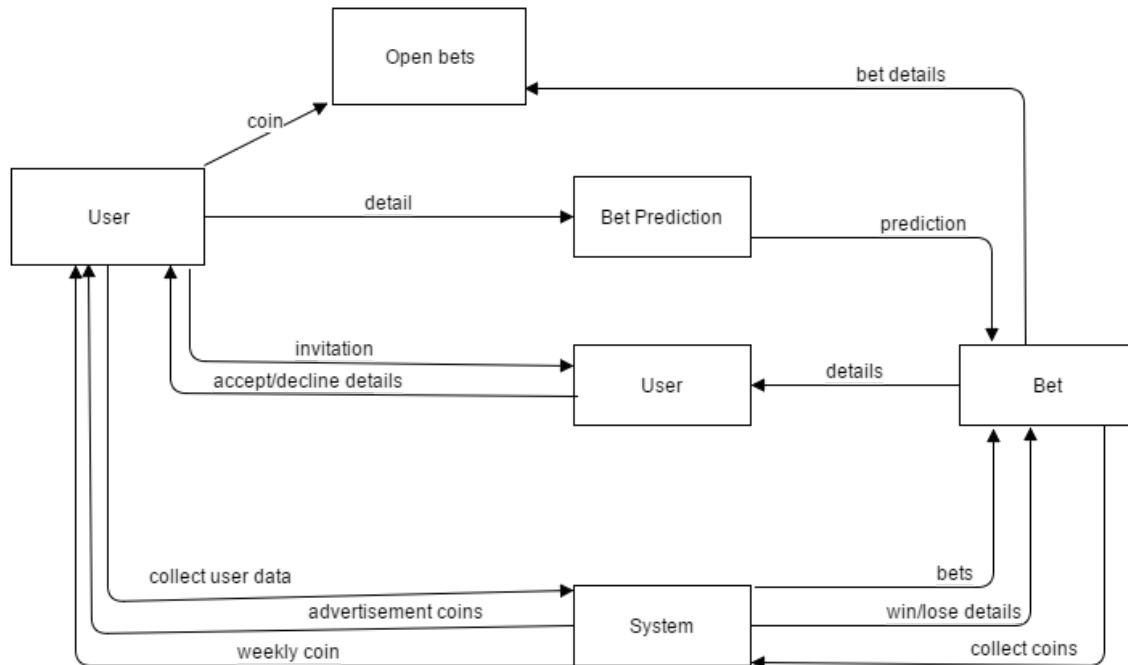 Open bets
bet details
coin
User
detail
Bet Prediction
prediction
invitation
accept/decline details
User
details
Bet
collect user data
bets
advertisement coins
System
win/lose details
weekly coin
collect coins